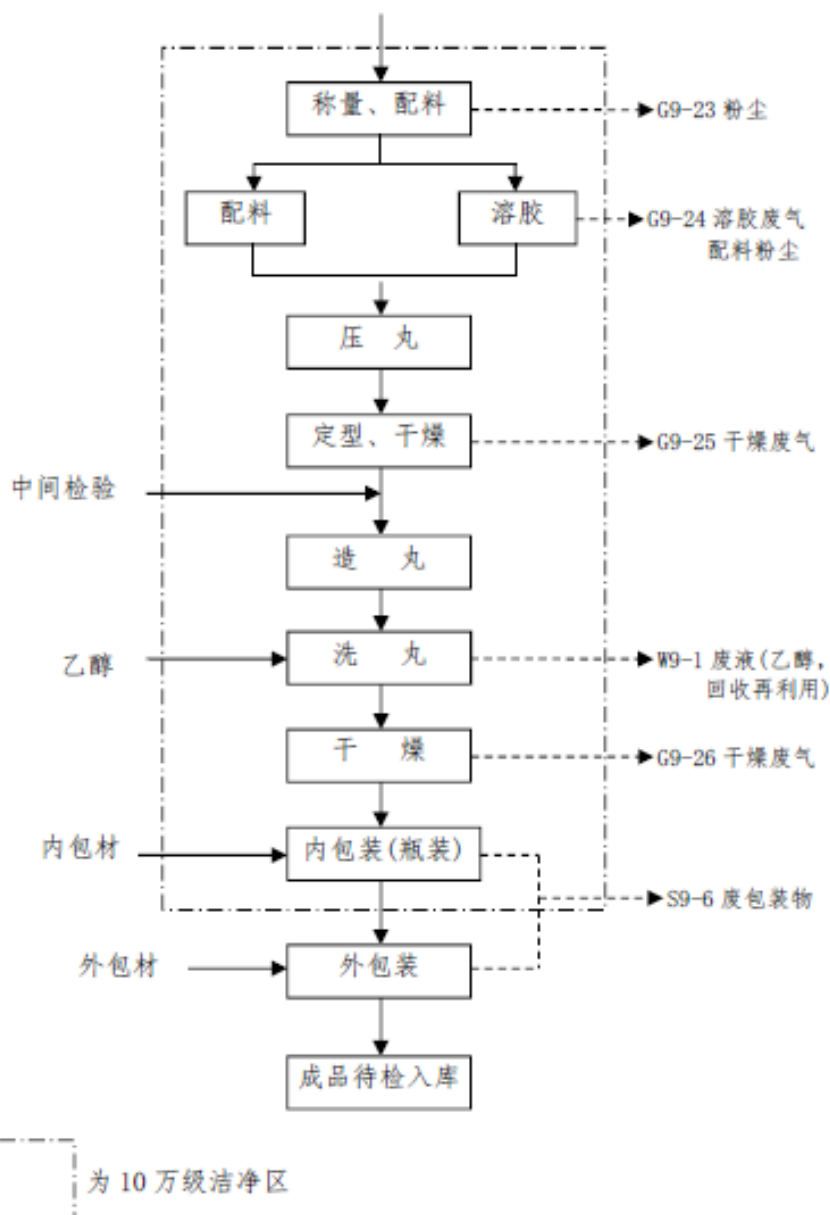 称量、配料
G9-23 粉尘
配料
溶胶
G9-24 溶胶废气
配料粉尘
压 丸
定型、干燥
G9-25 干燥废气
中间检验
造 丸
乙醇
洗 丸
W9-1 废液(乙醇，
回收再利用)
干 燥
G9-26 干燥废气
内包材
内包装(瓶装)
S9-6 废包装物
外包材
外包装
成品待检入库
为 10 万级洁净区